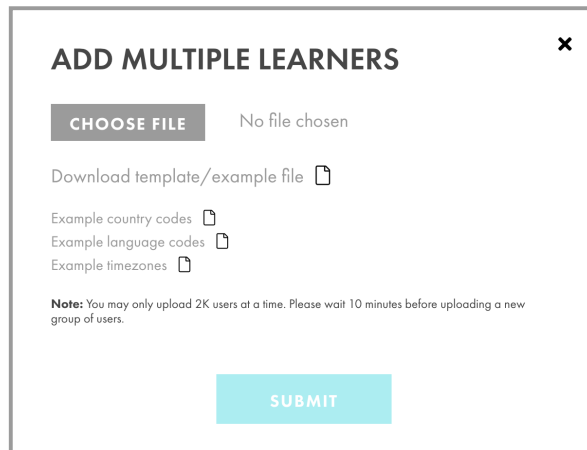 ADD MULTIPLE LEARNERS
CHOOSE FILE No file chosen
Download template/example file
Example country codes
Example language codes
Example timezones
Note: You may only upload 2K users at a time. Please wait 10 minutes before uploading a new
group of users.
SUBMIT